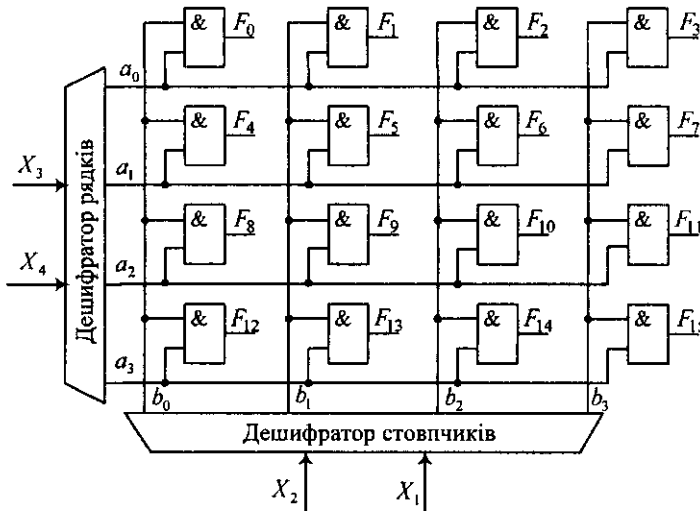 & F₀ & F₁ & F₂ & F₃
a₀
& F₄ & F₅ & F₆ & F₇
X₃
a₁
& F₈ & F₉ & F₁₀ & F₁₁
X₄
Дешифратор рядків
a₂
& F₁₂ & F₁₃ & F₁₄ & F₁₅
a₃
b₀ b₁ b₂ b₃
Дешифратор стовпчиків
X₂ X₁